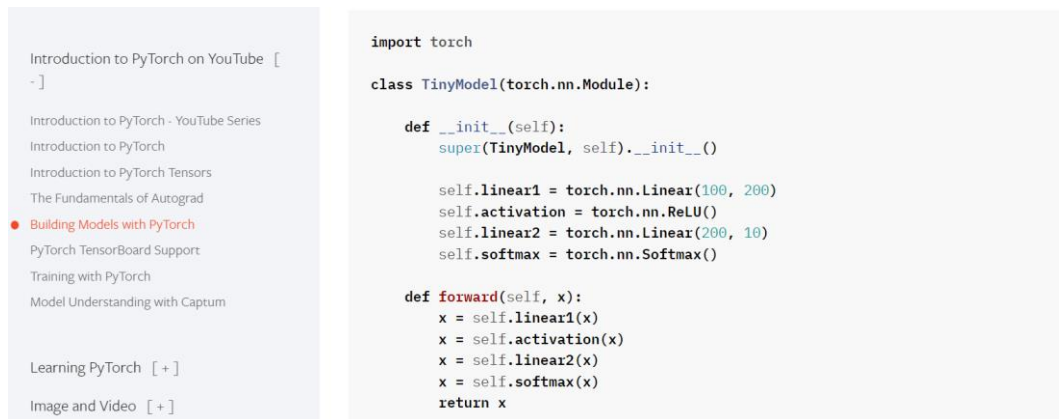 Introduction to PyTorch on YouTube [
- ]
Introduction to PyTorch - YouTube Series
Introduction to PyTorch
Introduction to PyTorch Tensors
The Fundamentals of Autograd
Building Models with PyTorch
PyTorch TensorBoard Support
Training with PyTorch
Model Understanding with Captum
Learning PyTorch [ + ]
Image and Video [ + ]
import torch
class TinyModel(torch.nn.Module):
    def __init__(self):
        super(TinyModel, self).__init__()
        self.linear1 = torch.nn.Linear(100, 200)
        self.activation = torch.nn.ReLU()
        self.linear2 = torch.nn.Linear(200, 10)
        self.softmax = torch.nn.Softmax()
    def forward(self, x):
        x = self.linear1(x)
        x = self.activation(x)
        x = self.linear2(x)
        x = self.softmax(x)
        return x